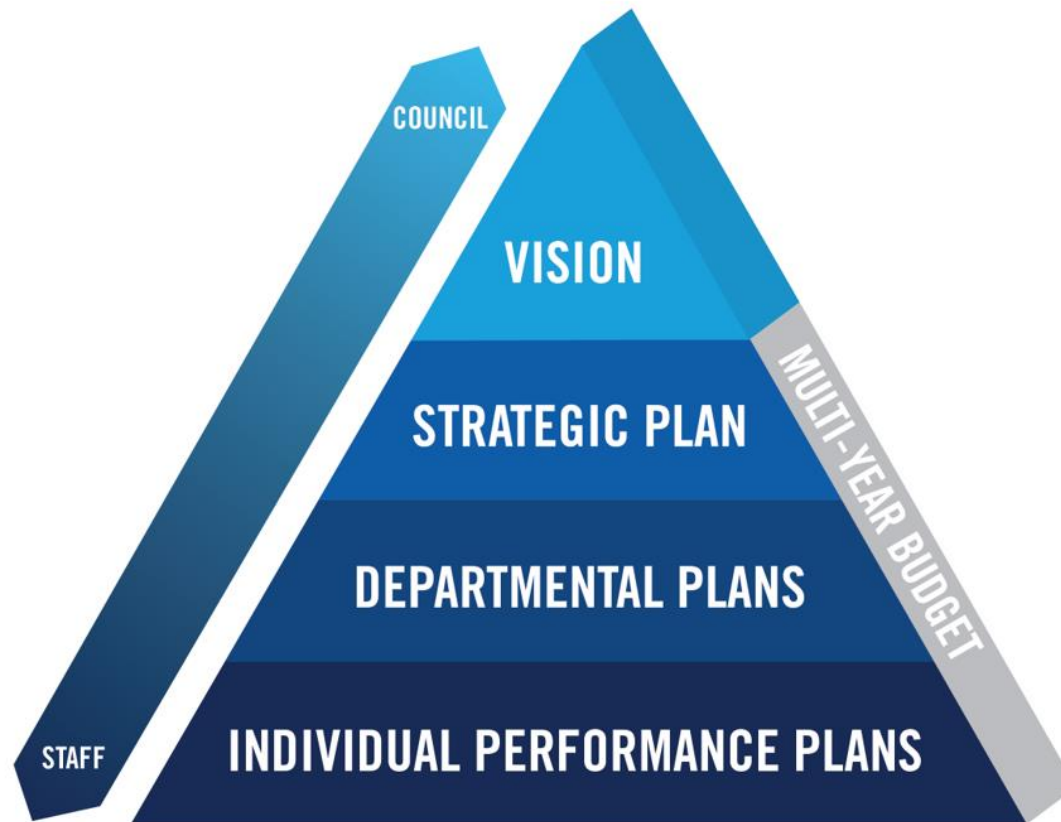 COUNCIL
VISION
STRATEGIC PLAN
MULTI-YEAR BUDGET
DEPARTMENTAL PLANS
STAFF
INDIVIDUAL PERFORMANCE PLANS